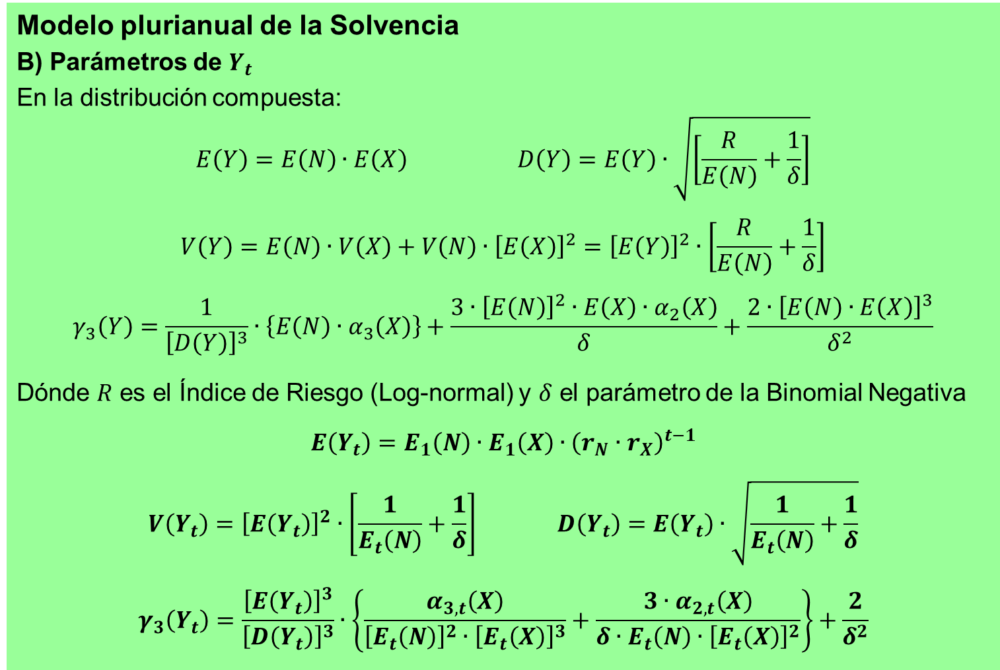 Modelo plurianual de la Solvencia
B) Parámetros de $Y_t$
En la distribución compuesta:
$E(Y) = E(N) \cdot E(X)$ $D(Y) = E(Y) \cdot \sqrt{\left[\frac{R}{E(N)} + \frac{1}{\delta}\right]}$
$V(Y) = E(N) \cdot V(X) + V(N) \cdot [E(X)]^2 = [E(Y)]^2 \cdot \left[\frac{R}{E(N)} + \frac{1}{\delta}\right]$
$\gamma_3(Y) = \frac{1}{[D(Y)]^3} \cdot \{E(N) \cdot \alpha_3(X)\} + \frac{3 \cdot [E(N)]^2 \cdot E(X) \cdot \alpha_2(X)}{\delta} + \frac{2 \cdot [E(N) \cdot E(X)]^3}{\delta^2}$
Dónde $R$ es el Índice de Riesgo (Log-normal) y $\delta$ el parámetro de la Binomial Negativa
$E(Y_t) = E_1(N) \cdot E_1(X) \cdot (r_N \cdot r_X)^{t-1}$
$V(Y_t) = [E(Y_t)]^2 \cdot \left[\frac{1}{E_t(N)} + \frac{1}{\delta}\right]$ $D(Y_t) = E(Y_t) \cdot \sqrt{\frac{1}{E_t(N)} + \frac{1}{\delta}}$
$\gamma_3(Y_t) = \frac{[E(Y_t)]^3}{[D(Y_t)]^3} \cdot \left\{\frac{\alpha_{3,t}(X)}{[E_t(N)]^2 \cdot [E_t(X)]^3} + \frac{3 \cdot \alpha_{2,t}(X)}{\delta \cdot E_t(N) \cdot [E_t(X)]^2}\right\} + \frac{2}{\delta^2}$